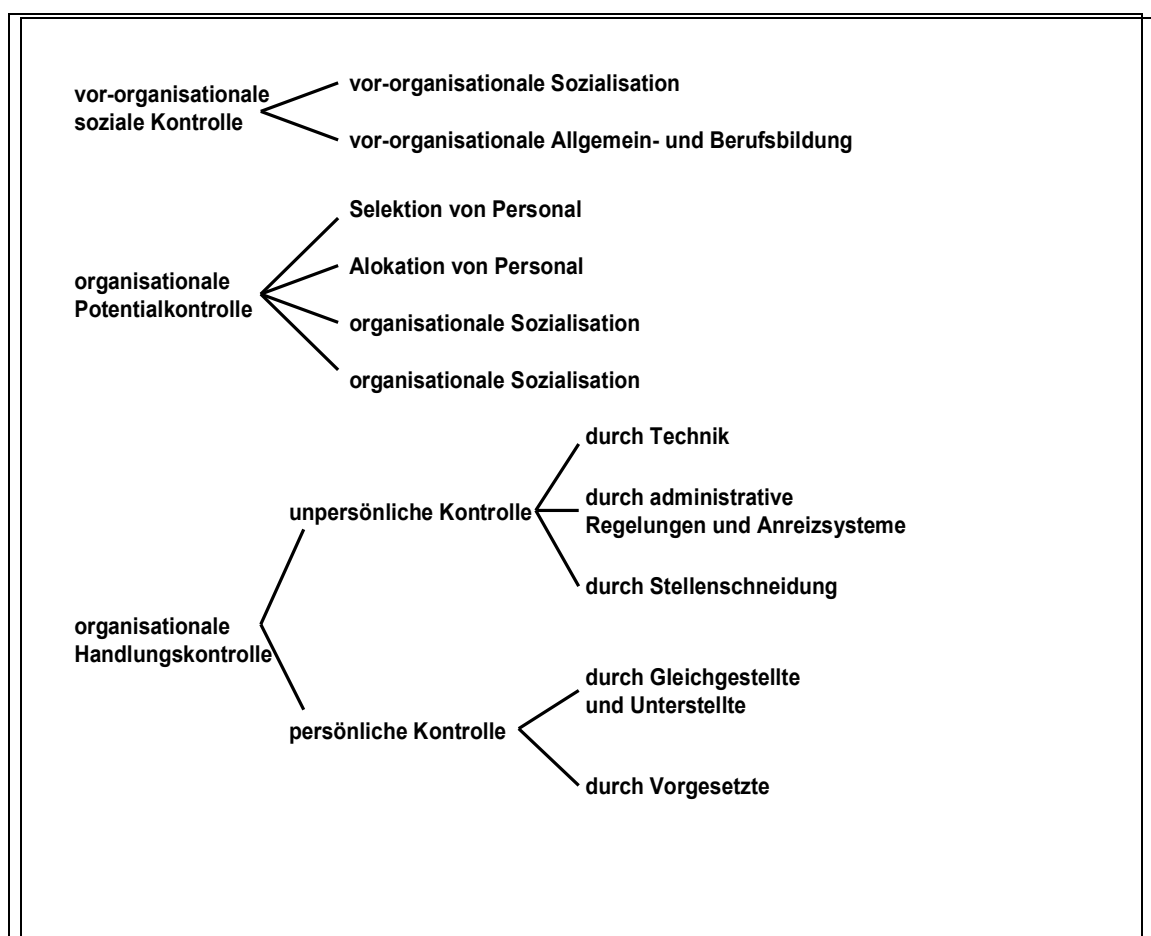 vor-organisationale
soziale Kontrolle
vor-organisationale Sozialisation
vor-organisationale Allgemein- und Berufsbildung
organisationale
Potentialkontrolle
Selektion von Personal
Alokation von Personal
organisationale Sozialisation
organisationale Sozialisation
organisationale
Handlungskontrolle
unpersönliche Kontrolle
durch Technik
durch administrative
Regelungen und Anreizsysteme
durch Stellenschneidung
persönliche Kontrolle
durch Gleichgestellte
und Unterstellte
durch Vorgesetzte